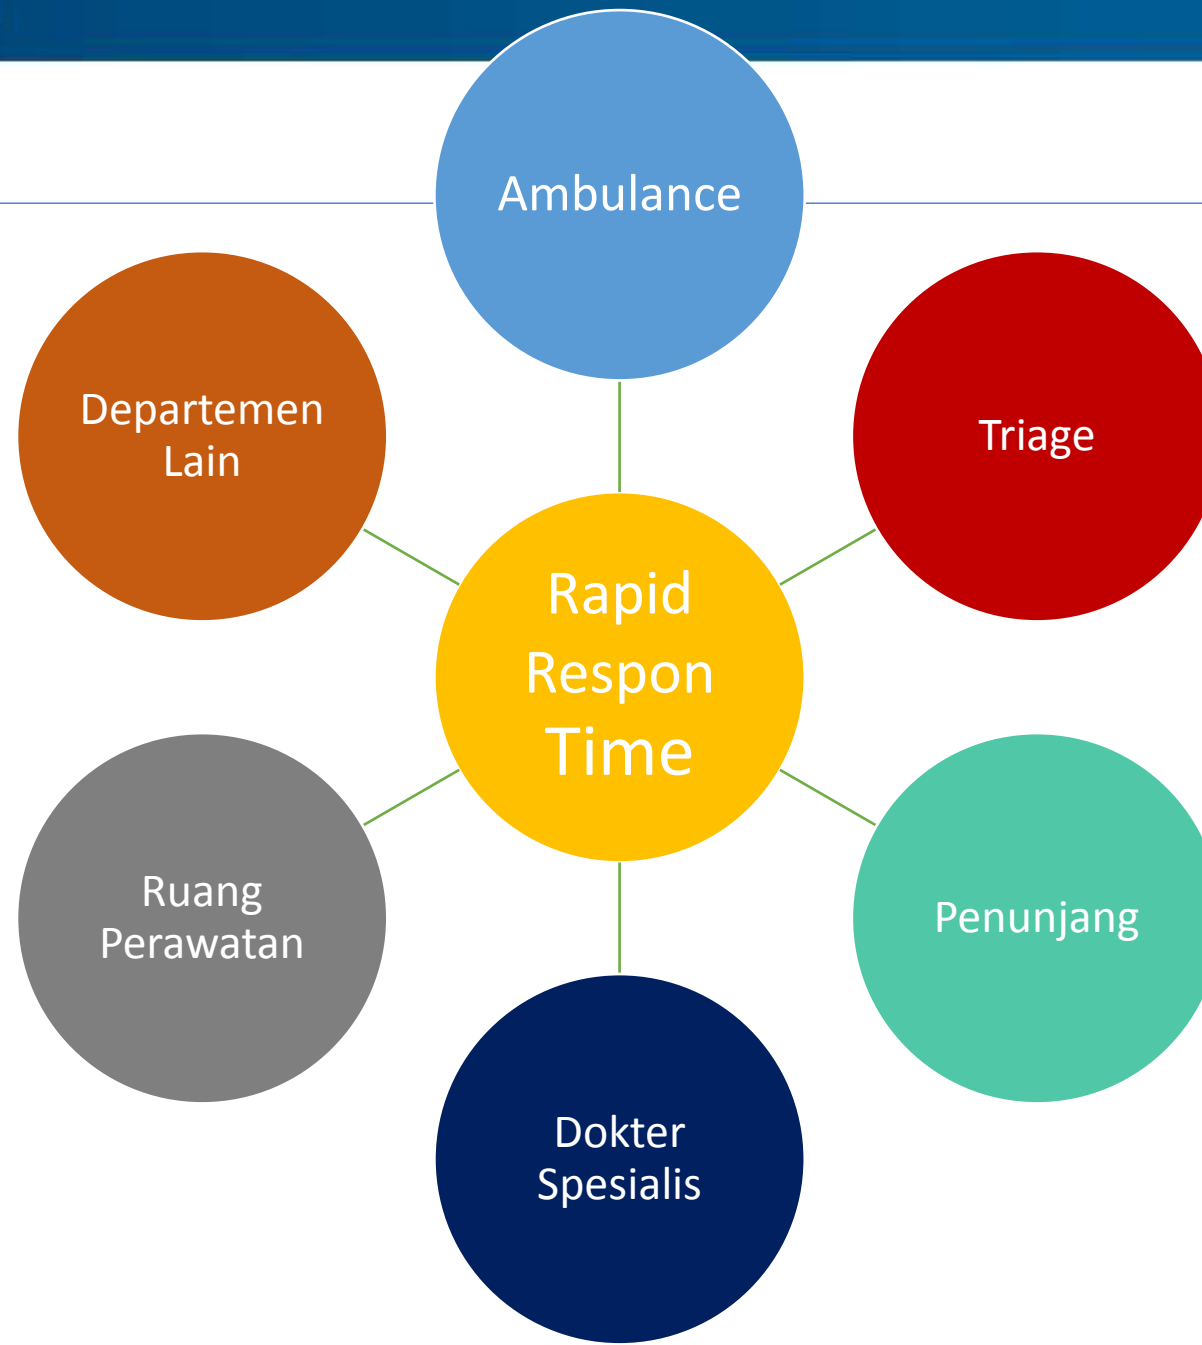 Ambulance
Departemen
Lain
Triage
Rapid
Respon
Time
Ruang
Perawatan
Penunjang
Dokter
Spesialis